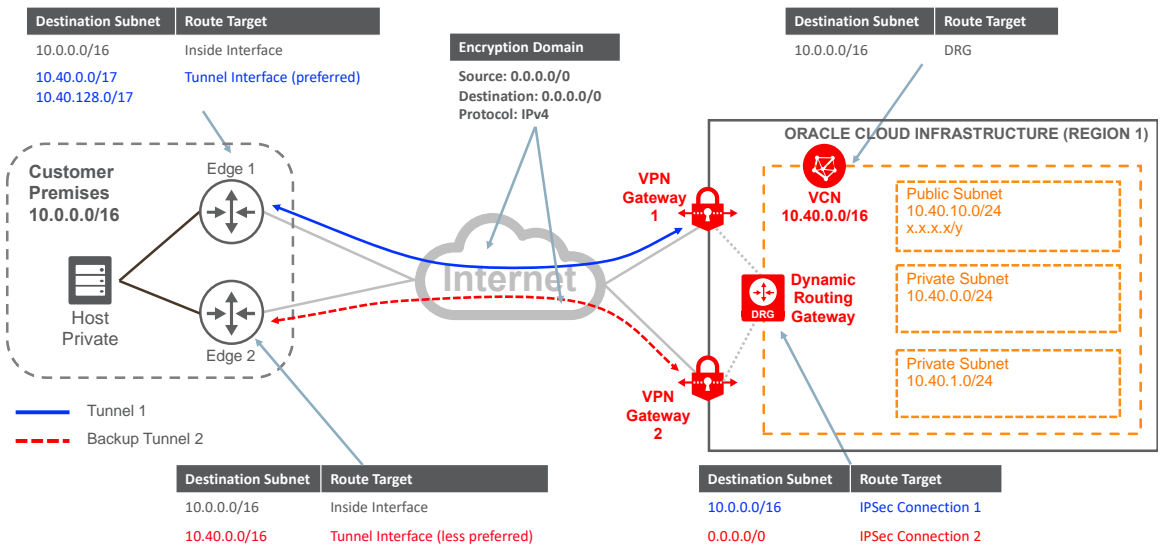 Destination Subnet Route Target
10.0.0.0/16 Inside Interface
10.40.0.0/17 Tunnel Interface (preferred)
10.40.128.0/17
Encryption Domain
Source: 0.0.0.0/0
Destination: 0.0.0.0/0
Protocol: IPv4
Destination Subnet Route Target
10.0.0.0/16 DRG
Customer
Premises
10.0.0.0/16
Edge 1
Host
Private
Edge 2
Internet
VPN
Gateway
1
VPN
Gateway
2
ORACLE CLOUD INFRASTRUCTURE (REGION 1)
VCN
10.40.0.0/16
DRG
Dynamic
Routing
Gateway
Public Subnet
10.40.10.0/24
x.x.x.x/y
Private Subnet
10.40.0.0/24
Private Subnet
10.40.1.0/24
Tunnel 1
Backup Tunnel 2
Destination Subnet Route Target
10.0.0.0/16 Inside Interface
10.40.0.0/16 Tunnel Interface (less preferred)
Destination Subnet Route Target
10.0.0.0/16 IPSec Connection 1
0.0.0.0/0 IPSec Connection 2